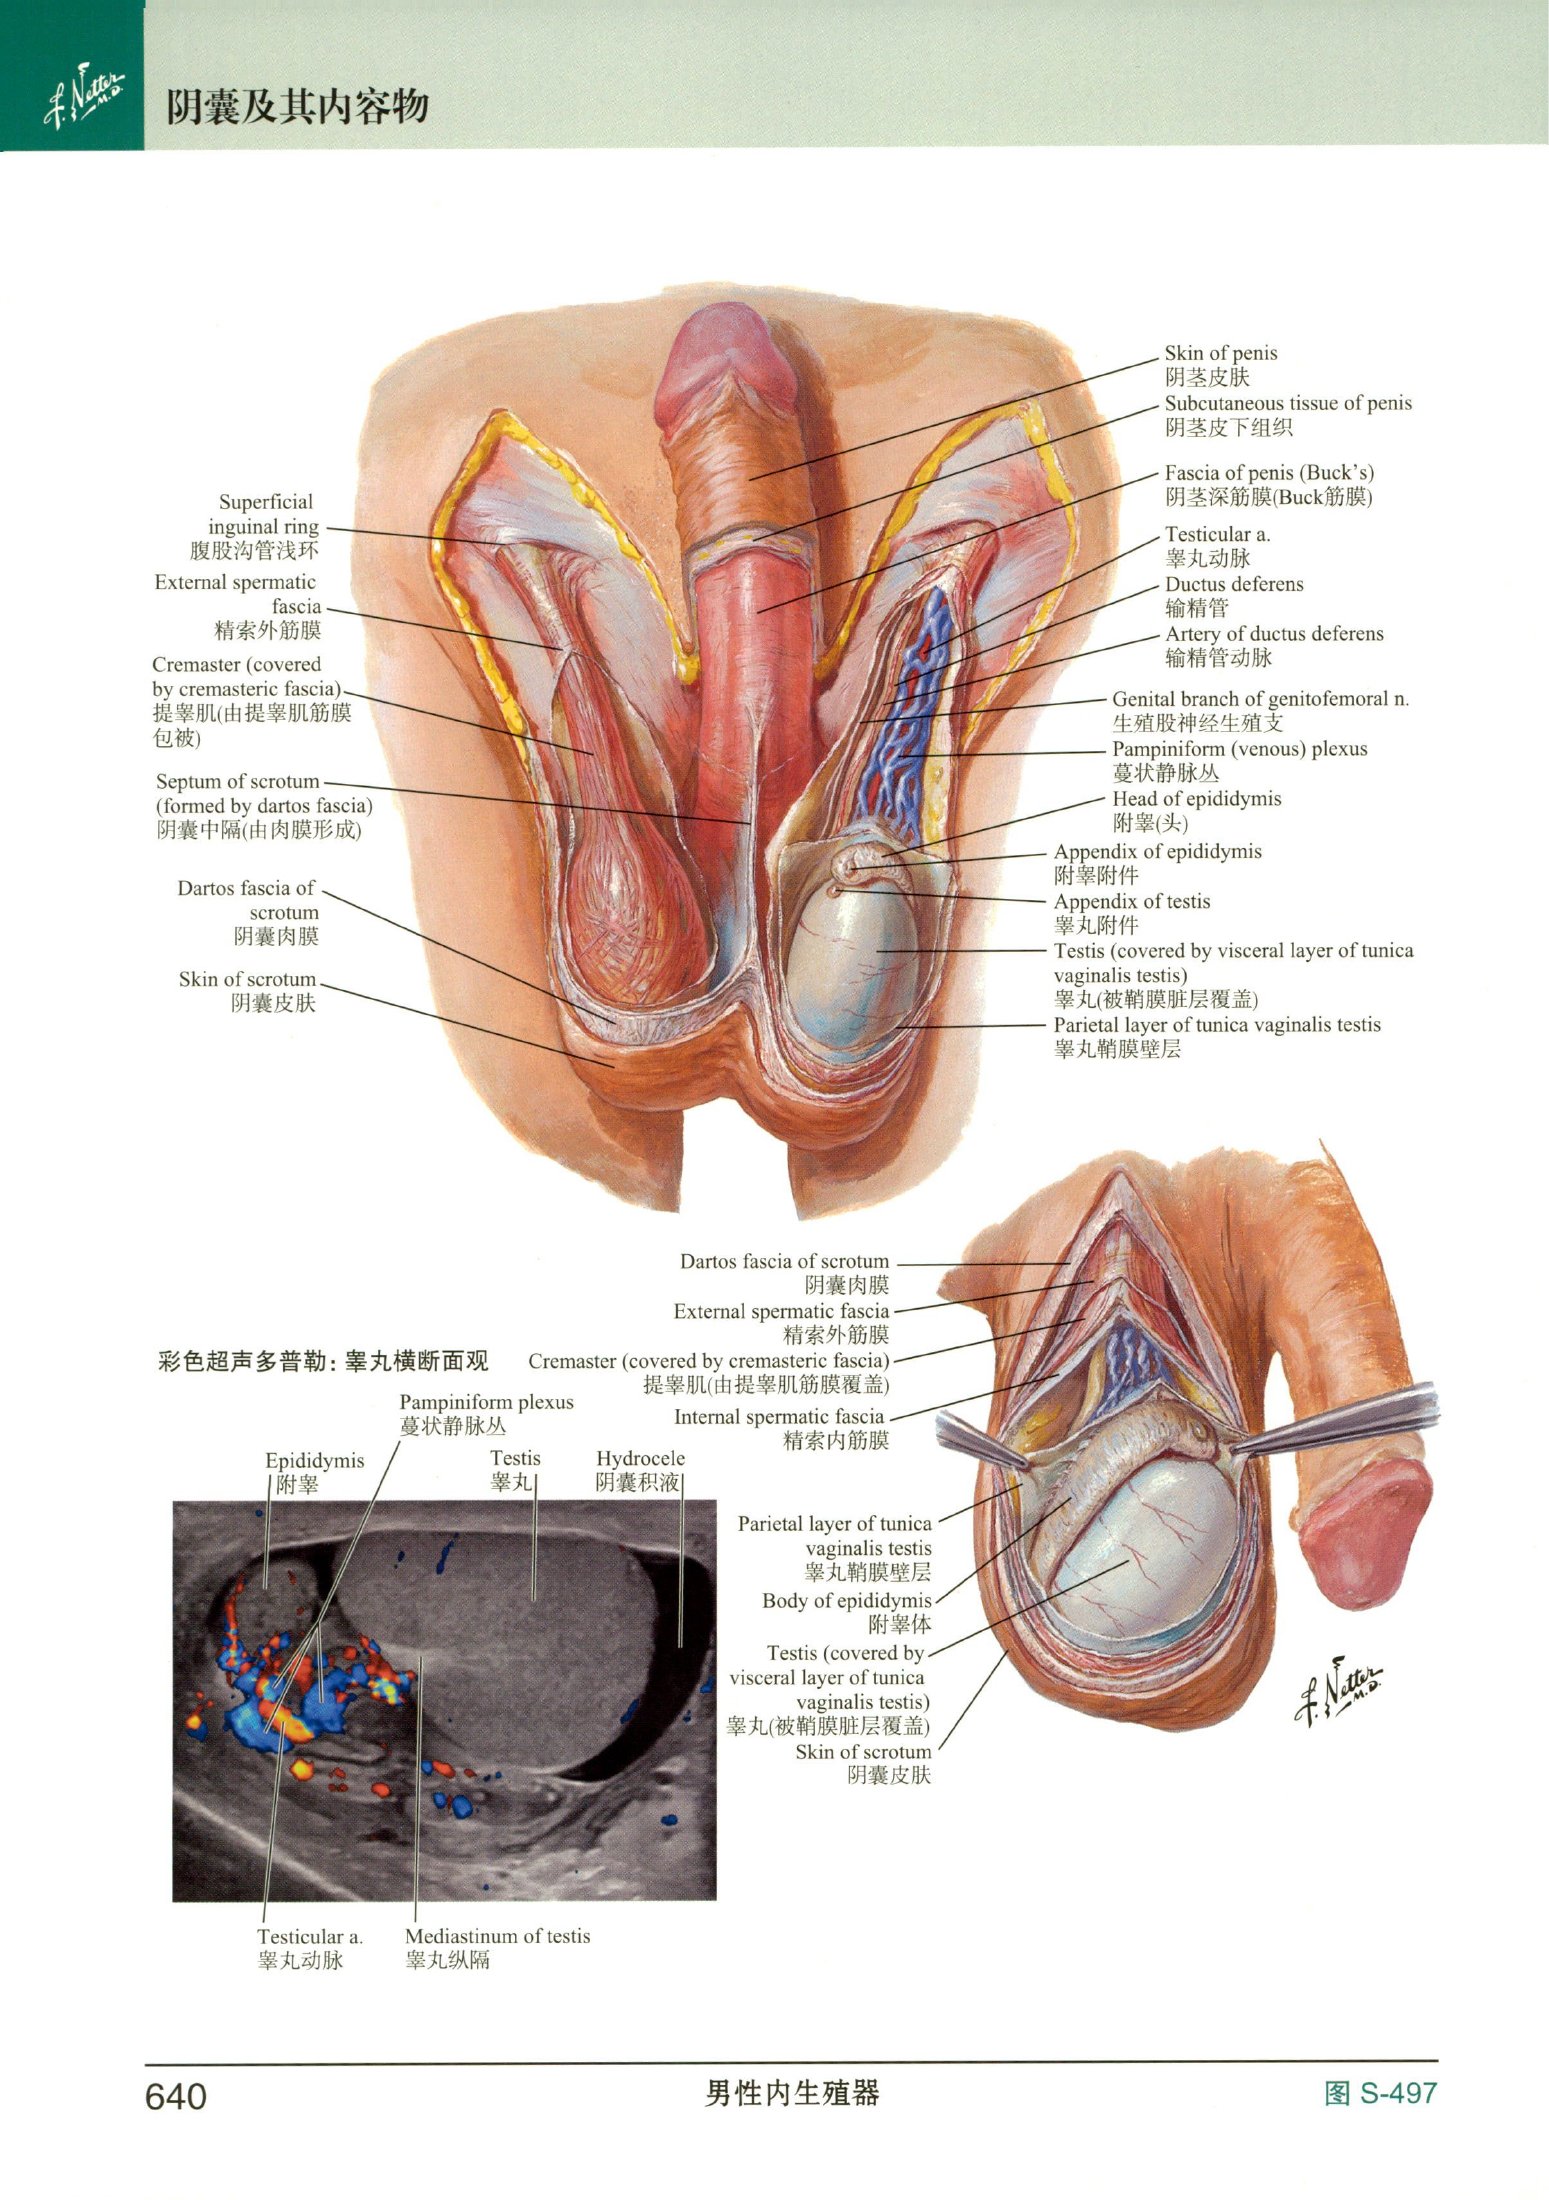 F. Netter M.D.
阴囊及其内容物
Skin of penis
阴茎皮肤
Subcutaneous tissue of penis
阴茎皮下组织
Fascia of penis (Buck's)
阴茎深筋膜(Buck筋膜)
Testicular a.
睾丸动脉
Ductus deferens
输精管
Artery of ductus deferens
输精管动脉
Genital branch of genitofemoral n.
生殖股神经生殖支
Pampiniform (venous) plexus
蔓状静脉丛
Head of epididymis
附睾(头)
Appendix of epididymis
附睾附件
Appendix of testis
睾丸附件
Testis (covered by visceral layer of tunica
vaginalis testis)
睾丸(被鞘膜脏层覆盖)
Parietal layer of tunica vaginalis testis
睾丸鞘膜壁层
Superficial
inguinal ring
腹股沟管浅环
External spermatic
fascia
精索外筋膜
Cremaster (covered
by cremasteric fascia)
提睾肌(由提睾肌筋膜
包被)
Septum of scrotum
(formed by dartos fascia)
阴囊中隔(由肉膜形成)
Dartos fascia of
scrotum
阴囊肉膜
Skin of scrotum
阴囊皮肤
Dartos fascia of scrotum
阴囊肉膜
External spermatic fascia
精索外筋膜
Cremaster (covered by cremasteric fascia)
提睾肌(由提睾肌筋膜覆盖)
Internal spermatic fascia
精索内筋膜
Parietal layer of tunica
vaginalis testis
睾丸鞘膜壁层
Body of epididymis
附睾体
Testis (covered by
visceral layer of tunica
vaginalis testis)
睾丸(被鞘膜脏层覆盖)
Skin of scrotum
阴囊皮肤
F. Netter M.D.
彩色超声多普勒: 睾丸横断面观
Pampiniform plexus
蔓状静脉丛
Epididymis
附睾
Testis
睾丸
Hydrocele
阴囊积液
Testicular a.
睾丸动脉
Mediastinum of testis
睾丸纵隔
640
男性内生殖器
图 S-497